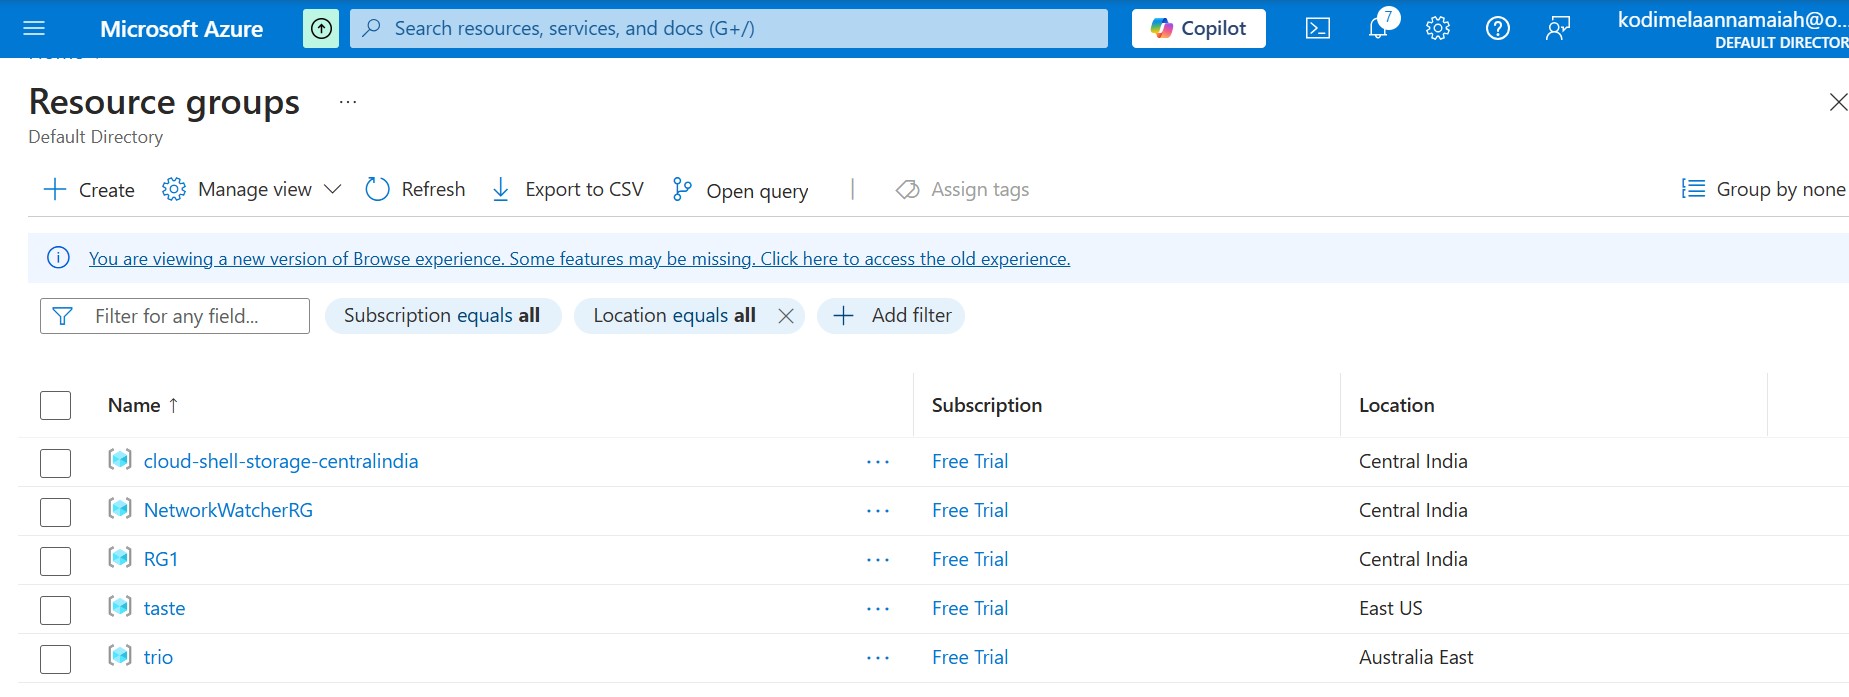 Microsoft Azure
Search resources, services, and docs (G+/)
Copilot
7
kodimelaannamaiah@o...
DEFAULT DIRECTOR
Resource groups ...
Default Directory
Create
Manage view
Refresh
Export to CSV
Open query
Assign tags
Group by none
You are viewing a new version of Browse experience. Some features may be missing. Click here to access the old experience.
Filter for any field...
Subscription equals all
Location equals all
Add filter
Name ↑ Subscription Location
cloud-shell-storage-centralindia ... Free Trial Central India
NetworkWatcherRG ... Free Trial Central India
RG1 ... Free Trial Central India
taste ... Free Trial East US
trio ... Free Trial Australia East